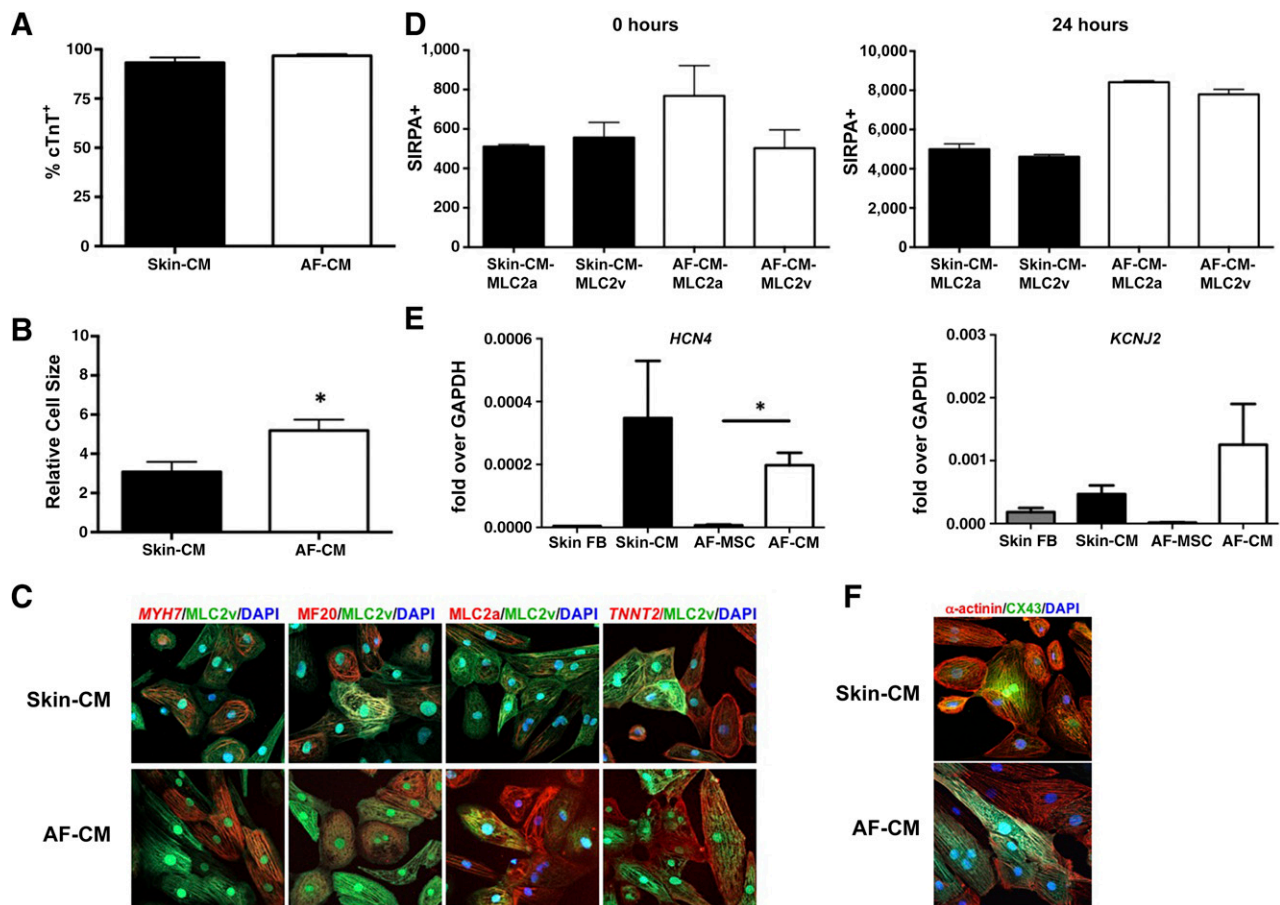 A
% cTnT+
100
75
50
25
0
Skin-CM
AF-CM
B
Relative Cell Size
10
8
6
4
2
0
*
Skin-CM
AF-CM
C
MYH7/MLC2v/DAPI
MF20/MLC2v/DAPI
MLC2a/MLC2v/DAPI
TNNT2/MLC2v/DAPI
Skin-CM
AF-CM
D
0 hours
SIRPA+
1,000
800
600
400
200
0
Skin-CM-
MLC2a
Skin-CM-
MLC2v
AF-CM-
MLC2a
AF-CM-
MLC2v
24 hours
SIRPA+
10,000
8,000
6,000
4,000
2,000
0
Skin-CM-
MLC2a
Skin-CM-
MLC2v
AF-CM-
MLC2a
AF-CM-
MLC2v
E
HCN4
fold over GAPDH
0.0006
0.0004
0.0002
0.0000
*
Skin FB
Skin-CM
AF-MSC
AF-CM
KCNJ2
fold over GAPDH
0.003
0.002
0.001
0.000
Skin FB
Skin-CM
AF-MSC
AF-CM
F
α-actinin/CX43/DAPI
Skin-CM
AF-CM